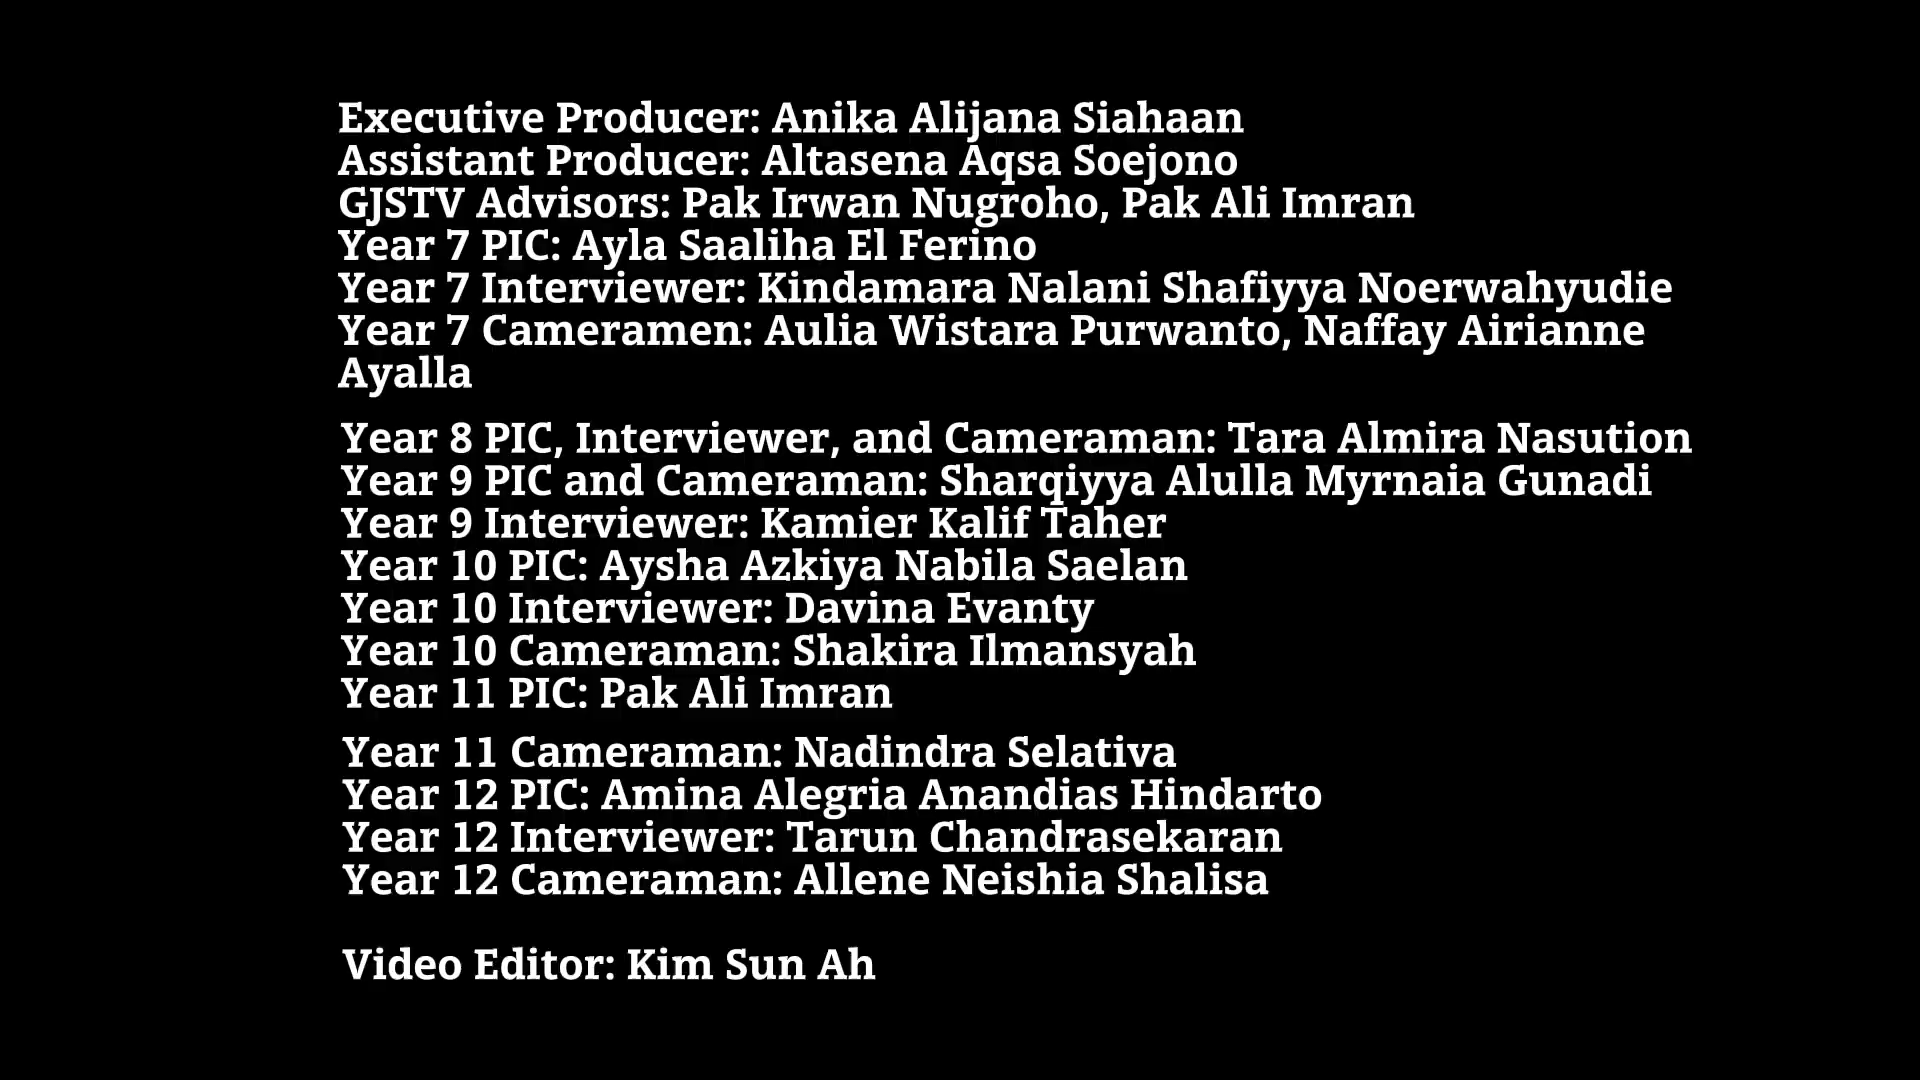 Executive Producer: Anika Alijana Siahaan
Assistant Producer: Altasena Aqsa Soejono
GJSTV Advisors: Pak Irwan Nugroho, Pak Ali Imran
Year 7 PIC: Ayla Saaliha El Ferino
Year 7 Interviewer: Kindamara Nalani Shafiyya Noerwahyudie
Year 7 Cameramen: Aulia Wistara Purwanto, Naffay Airianne
Ayalla
Year 8 PIC, Interviewer, and Cameraman: Tara Almira Nasution
Year 9 PIC and Cameraman: Sharqiyya Alulla Myrnaia Gunadi
Year 9 Interviewer: Kamier Kalif Taher
Year 10 PIC: Aysha Azkiya Nabila Saelan
Year 10 Interviewer: Davina Evanty
Year 10 Cameraman: Shakira Ilmansyah
Year 11 PIC: Pak Ali Imran
Year 11 Cameraman: Nadindra Selativa
Year 12 PIC: Amina Alegria Anandias Hindarto
Year 12 Interviewer: Tarun Chandrasekaran
Year 12 Cameraman: Allene Neishia Shalisa
Video Editor: Kim Sun Ah